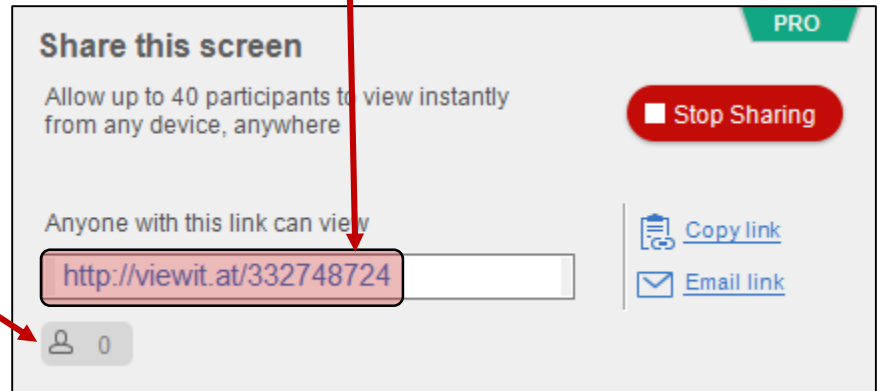 PRO
Share this screen
Allow up to 40 participants to view instantly
from any device, anywhere
Stop Sharing
Anyone with this link can view
Copy link
http://viewit.at/332748724
Email link
0